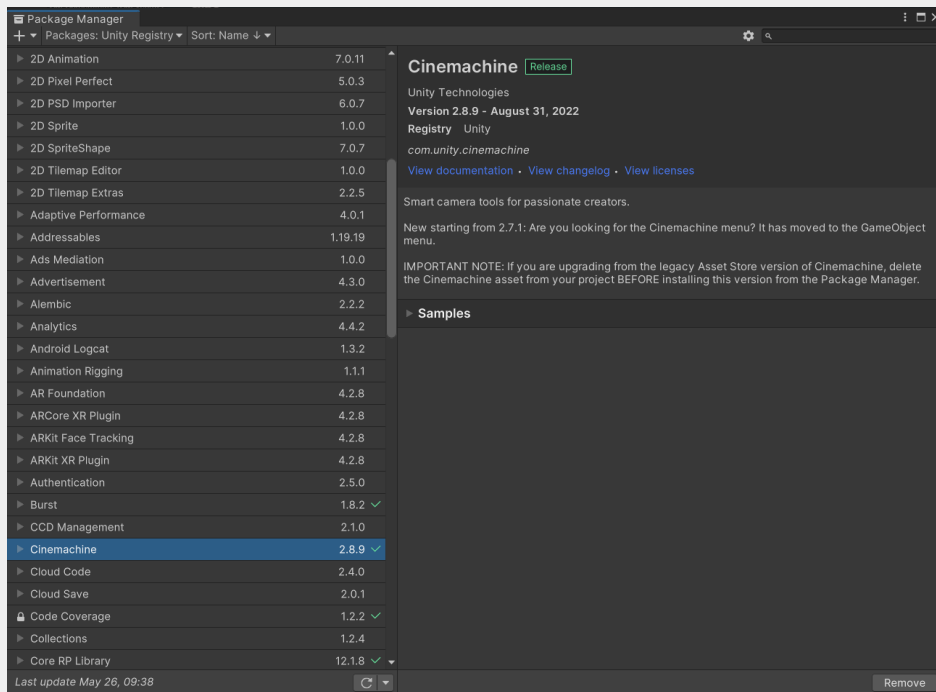 Package Manager
Packages: Unity Registry Sort: Name ↓
2D Animation 7.0.11
2D Pixel Perfect 5.0.3
2D PSD Importer 6.0.7
2D Sprite 1.0.0
2D SpriteShape 7.0.7
2D Tilemap Editor 1.0.0
2D Tilemap Extras 2.2.5
Adaptive Performance 4.0.1
Addressables 1.19.19
Ads Mediation 1.0.0
Advertisement 4.3.0
Alembic 2.2.2
Analytics 4.4.2
Android Logcat 1.3.2
Animation Rigging 1.1.1
AR Foundation 4.2.8
ARCore XR Plugin 4.2.8
ARKit Face Tracking 4.2.8
ARKit XR Plugin 4.2.8
Authentication 2.5.0
Burst 1.8.2
CCD Management 2.1.0
Cinemachine 2.8.9
Cloud Code 2.4.0
Cloud Save 2.0.1
Code Coverage 1.2.2
Collections 1.2.4
Core RP Library 12.1.8
Last update May 26, 09:38
Cinemachine Release
Unity Technologies
Version 2.8.9 - August 31, 2022
Registry Unity
com.unity.cinemachine
View documentation • View changelog • View licenses
Smart camera tools for passionate creators.
New starting from 2.7.1: Are you looking for the Cinemachine menu? It has moved to the GameObject
menu.
IMPORTANT NOTE: If you are upgrading from the legacy Asset Store version of Cinemachine, delete
the Cinemachine asset from your project BEFORE installing this version from the Package Manager.
Samples
Remove